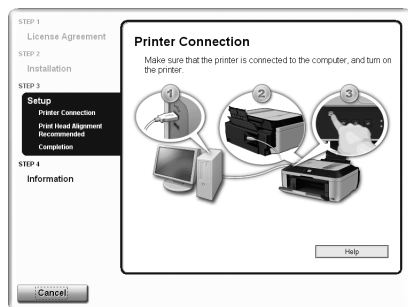 STEP 1
License Agreement
STEP 2
Installation
STEP 3
Setup
Printer Connection
Print Head Alignment
Recommended
Completion
STEP 4
Information
Cancel
Printer Connection
Make sure that the printer is connected to the computer, and turn on
the printer.
1
2
3
Help